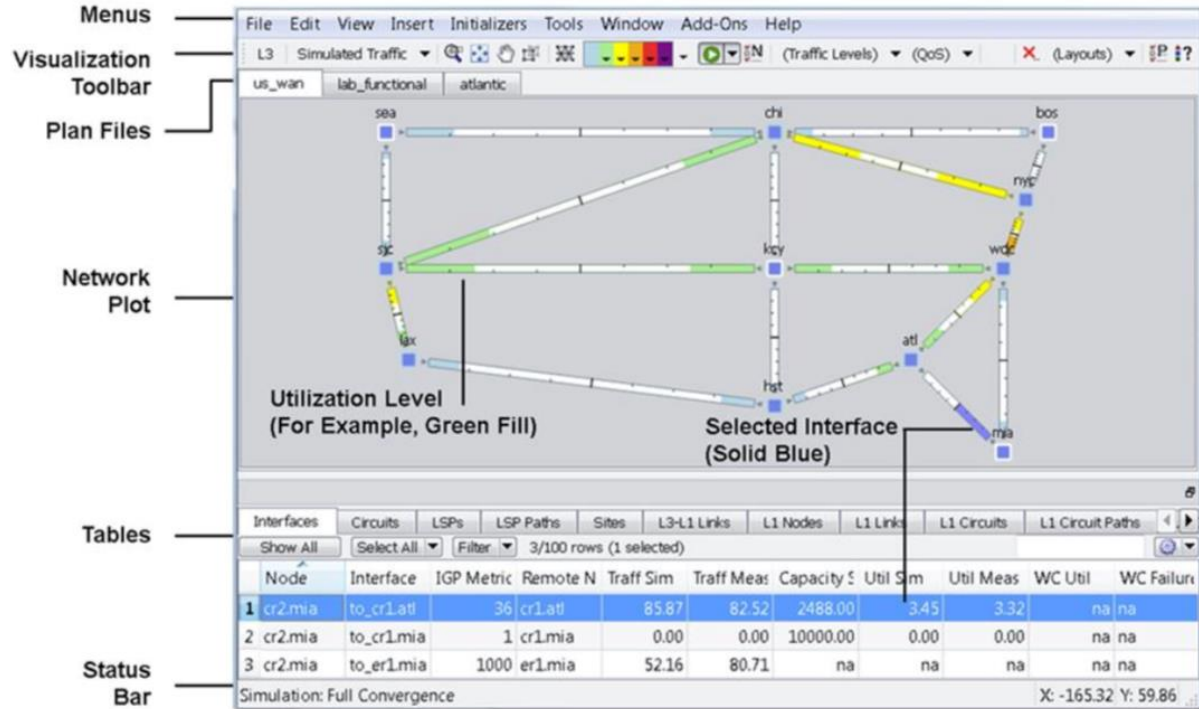 Menus
File Edit View Insert Initializers Tools Window Add-Ons Help
Visualization
Toolbar
L3 Simulated Traffic N (Traffic Levels) (QoS) (Layouts) P ?
Plan Files
us_wan lab_functional atlantic
sea chi bos
nyc
sjc kcy wdc
Network
Plot
lax atl
hst
Utilization Level
(For Example, Green Fill)
Selected Interface
(Solid Blue)
mia
Tables
Interfaces Circuits LSPs LSP Paths Sites L3-L1 Links L1 Nodes L1 Links L1 Circuits L1 Circuit Paths
Show All Select All Filter 3/100 rows (1 selected)
Node Interface IGP Metric Remote N Traff Sim Traff Meas Capacity S Util Sim Util Meas WC Util WC Failure
1 cr2.mia to_cr1.atl 36 cr1.atl 85.87 82.52 2488.00 3.45 3.32 na na
2 cr2.mia to_cr1.mia 1 cr1.mia 0.00 0.00 10000.00 0.00 0.00 na na
3 cr2.mia to_er1.mia 1000 er1.mia 52.16 80.71 na na na na na
Status
Bar
Simulation: Full Convergence X: -165.32 Y: 59.86